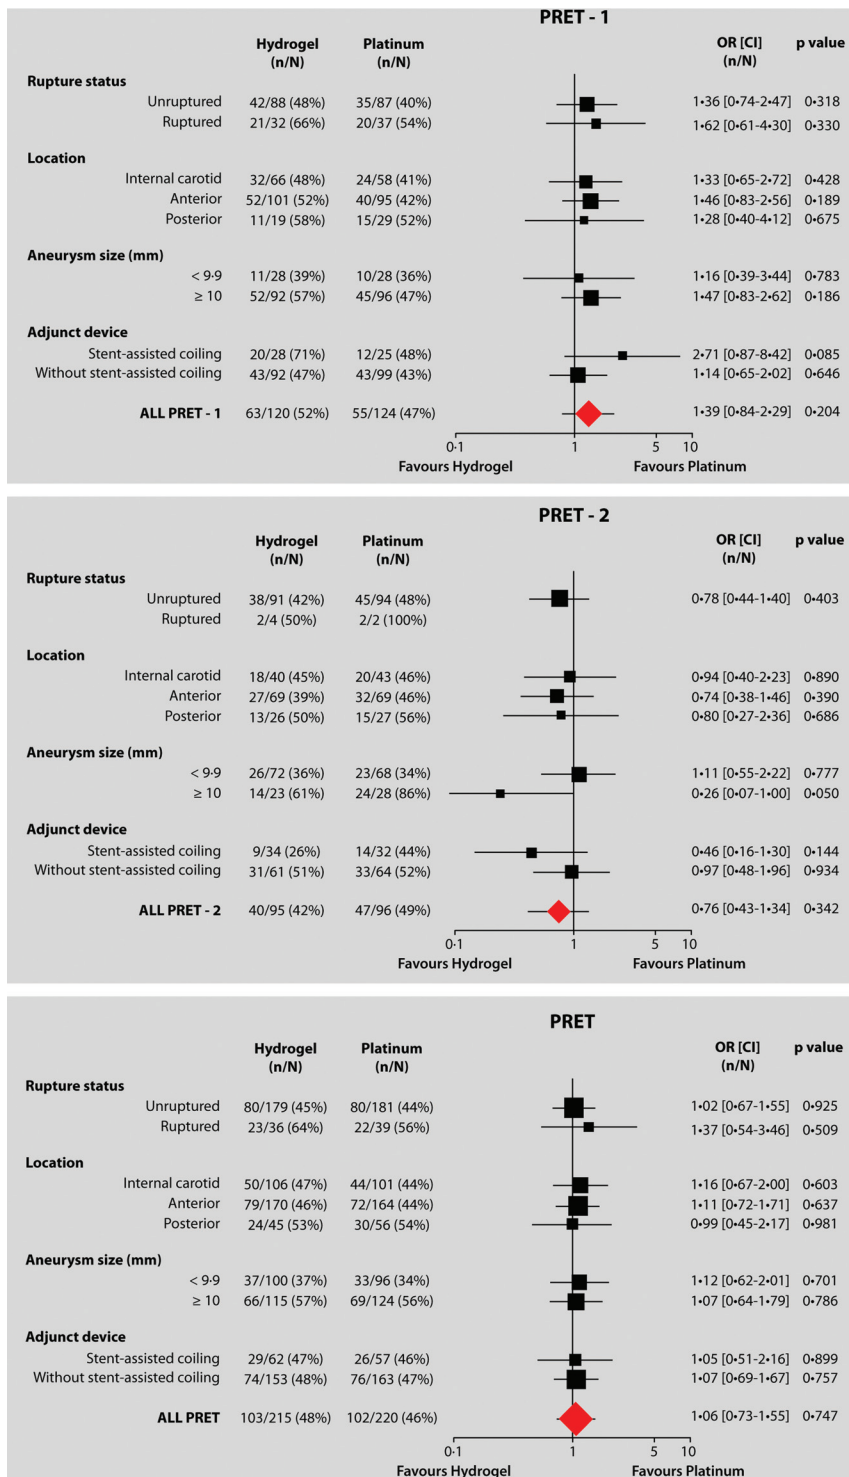 PRET - 1
Hydrogel Platinum OR [CI] p value
(n/N) (n/N) (n/N)
Rupture status
Unruptured 42/88 (48%) 35/87 (40%) 1•36 [0•74-2•47] 0•318
Ruptured 21/32 (66%) 20/37 (54%) 1•62 [0•61-4•30] 0•330
Location
Internal carotid 32/66 (48%) 24/58 (41%) 1•33 [0•65-2•72] 0•428
Anterior 52/101 (52%) 40/95 (42%) 1•46 [0•83-2•56] 0•189
Posterior 11/19 (58%) 15/29 (52%) 1•28 [0•40-4•12] 0•675
Aneurysm size (mm)
< 9·9 11/28 (39%) 10/28 (36%) 1•16 [0•39-3•44] 0•783
≥ 10 52/92 (57%) 45/96 (47%) 1•47 [0•83-2•62] 0•186
Adjunct device
Stent-assisted coiling 20/28 (71%) 12/25 (48%) 2•71 [0•87-8•42] 0•085
Without stent-assisted coiling 43/92 (47%) 43/99 (43%) 1•14 [0•65-2•02] 0•646
ALL PRET - 1 63/120 (52%) 55/124 (47%) 1•39 [0•84-2•29] 0•204
0·1 1 5 10
Favours Hydrogel Favours Platinum
PRET - 2
Hydrogel Platinum OR [CI] p value
(n/N) (n/N) (n/N)
Rupture status
Unruptured 38/91 (42%) 45/94 (48%) 0•78 [0•44-1•40] 0•403
Ruptured 2/4 (50%) 2/2 (100%)
Location
Internal carotid 18/40 (45%) 20/43 (46%) 0•94 [0•40-2•23] 0•890
Anterior 27/69 (39%) 32/69 (46%) 0•74 [0•38-1•46] 0•390
Posterior 13/26 (50%) 15/27 (56%) 0•80 [0•27-2•36] 0•686
Aneurysm size (mm)
< 9·9 26/72 (36%) 23/68 (34%) 1•11 [0•55-2•22] 0•777
≥ 10 14/23 (61%) 24/28 (86%) 0•26 [0•07-1•00] 0•050
Adjunct device
Stent-assisted coiling 9/34 (26%) 14/32 (44%) 0•46 [0•16-1•30] 0•144
Without stent-assisted coiling 31/61 (51%) 33/64 (52%) 0•97 [0•48-1•96] 0•934
ALL PRET - 2 40/95 (42%) 47/96 (49%) 0•76 [0•43-1•34] 0•342
0·1 1 5 10
Favours Hydrogel Favours Platinum
PRET
Hydrogel Platinum OR [CI] p value
(n/N) (n/N) (n/N)
Rupture status
Unruptured 80/179 (45%) 80/181 (44%) 1•02 [0•67-1•55] 0•925
Ruptured 23/36 (64%) 22/39 (56%) 1•37 [0•54-3•46] 0•509
Location
Internal carotid 50/106 (47%) 44/101 (44%) 1•16 [0•67-2•00] 0•603
Anterior 79/170 (46%) 72/164 (44%) 1•11 [0•72-1•71] 0•637
Posterior 24/45 (53%) 30/56 (54%) 0•99 [0•45-2•17] 0•981
Aneurysm size (mm)
< 9·9 37/100 (37%) 33/96 (34%) 1•12 [0•62-2•01] 0•701
≥ 10 66/115 (57%) 69/124 (56%) 1•07 [0•64-1•79] 0•786
Adjunct device
Stent-assisted coiling 29/62 (47%) 26/57 (46%) 1•05 [0•51-2•16] 0•899
Without stent-assisted coiling 74/153 (48%) 76/163 (47%) 1•07 [0•69-1•67] 0•757
ALL PRET 103/215 (48%) 102/220 (46%) 1•06 [0•73-1•55] 0•747
0·1 1 5 10
Favours Hydrogel Favours Platinum